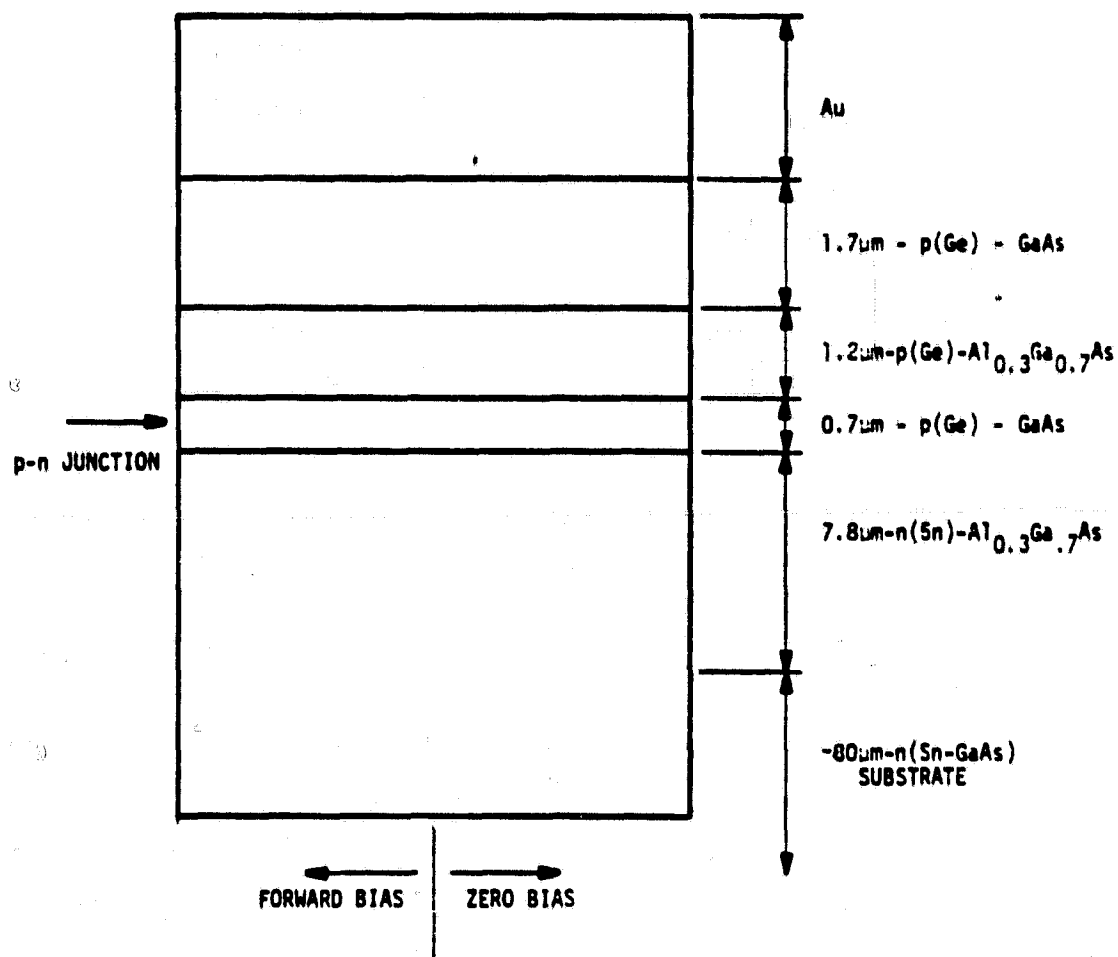 Au
1.7μm - p(Ge) - GaAs
1.2μm-p(Ge)-Al0.3Ga0.7As
0.7μm - p(Ge) - GaAs
p-n JUNCTION
7.8μm-n(Sn)-Al0.3Ga.7As
~80μm-n(Sn-GaAs)
SUBSTRATE
FORWARD BIAS ZERO BIAS